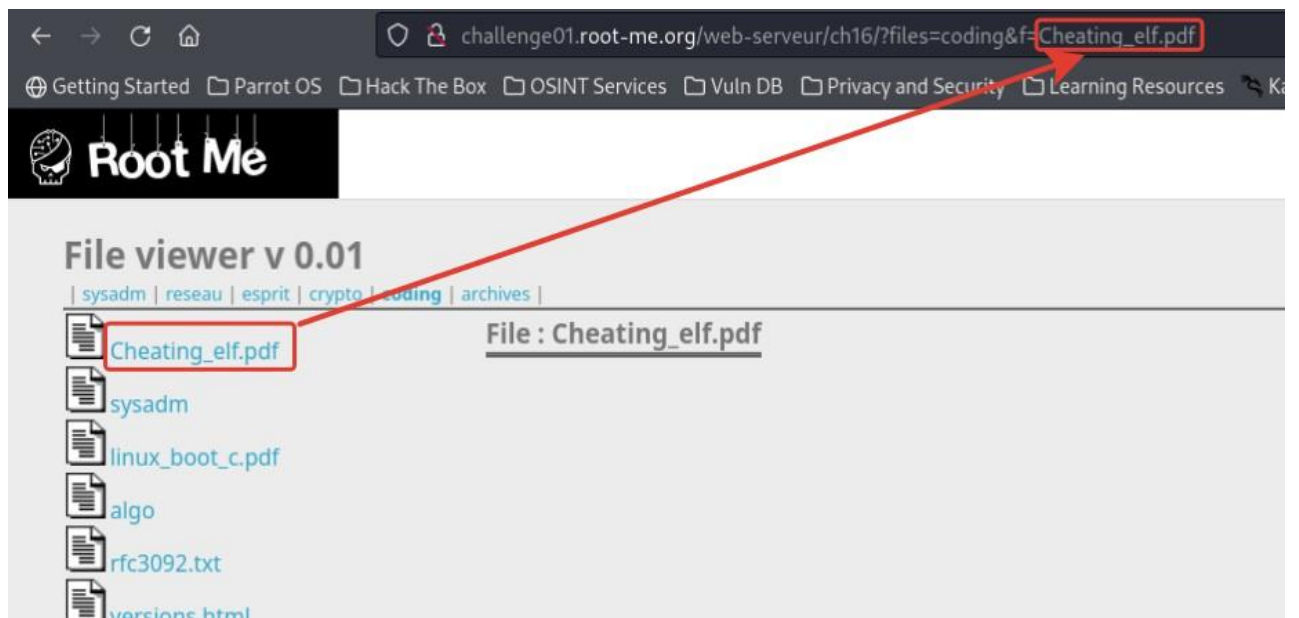 challenge01.root-me.org/web-serveur/ch16/?files=coding&f=Cheating_elf.pdf
Getting Started Parrot OS Hack The Box OSINT Services Vuln DB Privacy and Security Learning Resources
Root Me
File viewer v 0.01
| sysadm | reseau | esprit | crypto | coding | archives |
Cheating_elf.pdf
File : Cheating_elf.pdf
sysadm
linux_boot_c.pdf
algo
rfc3092.txt
versions.html